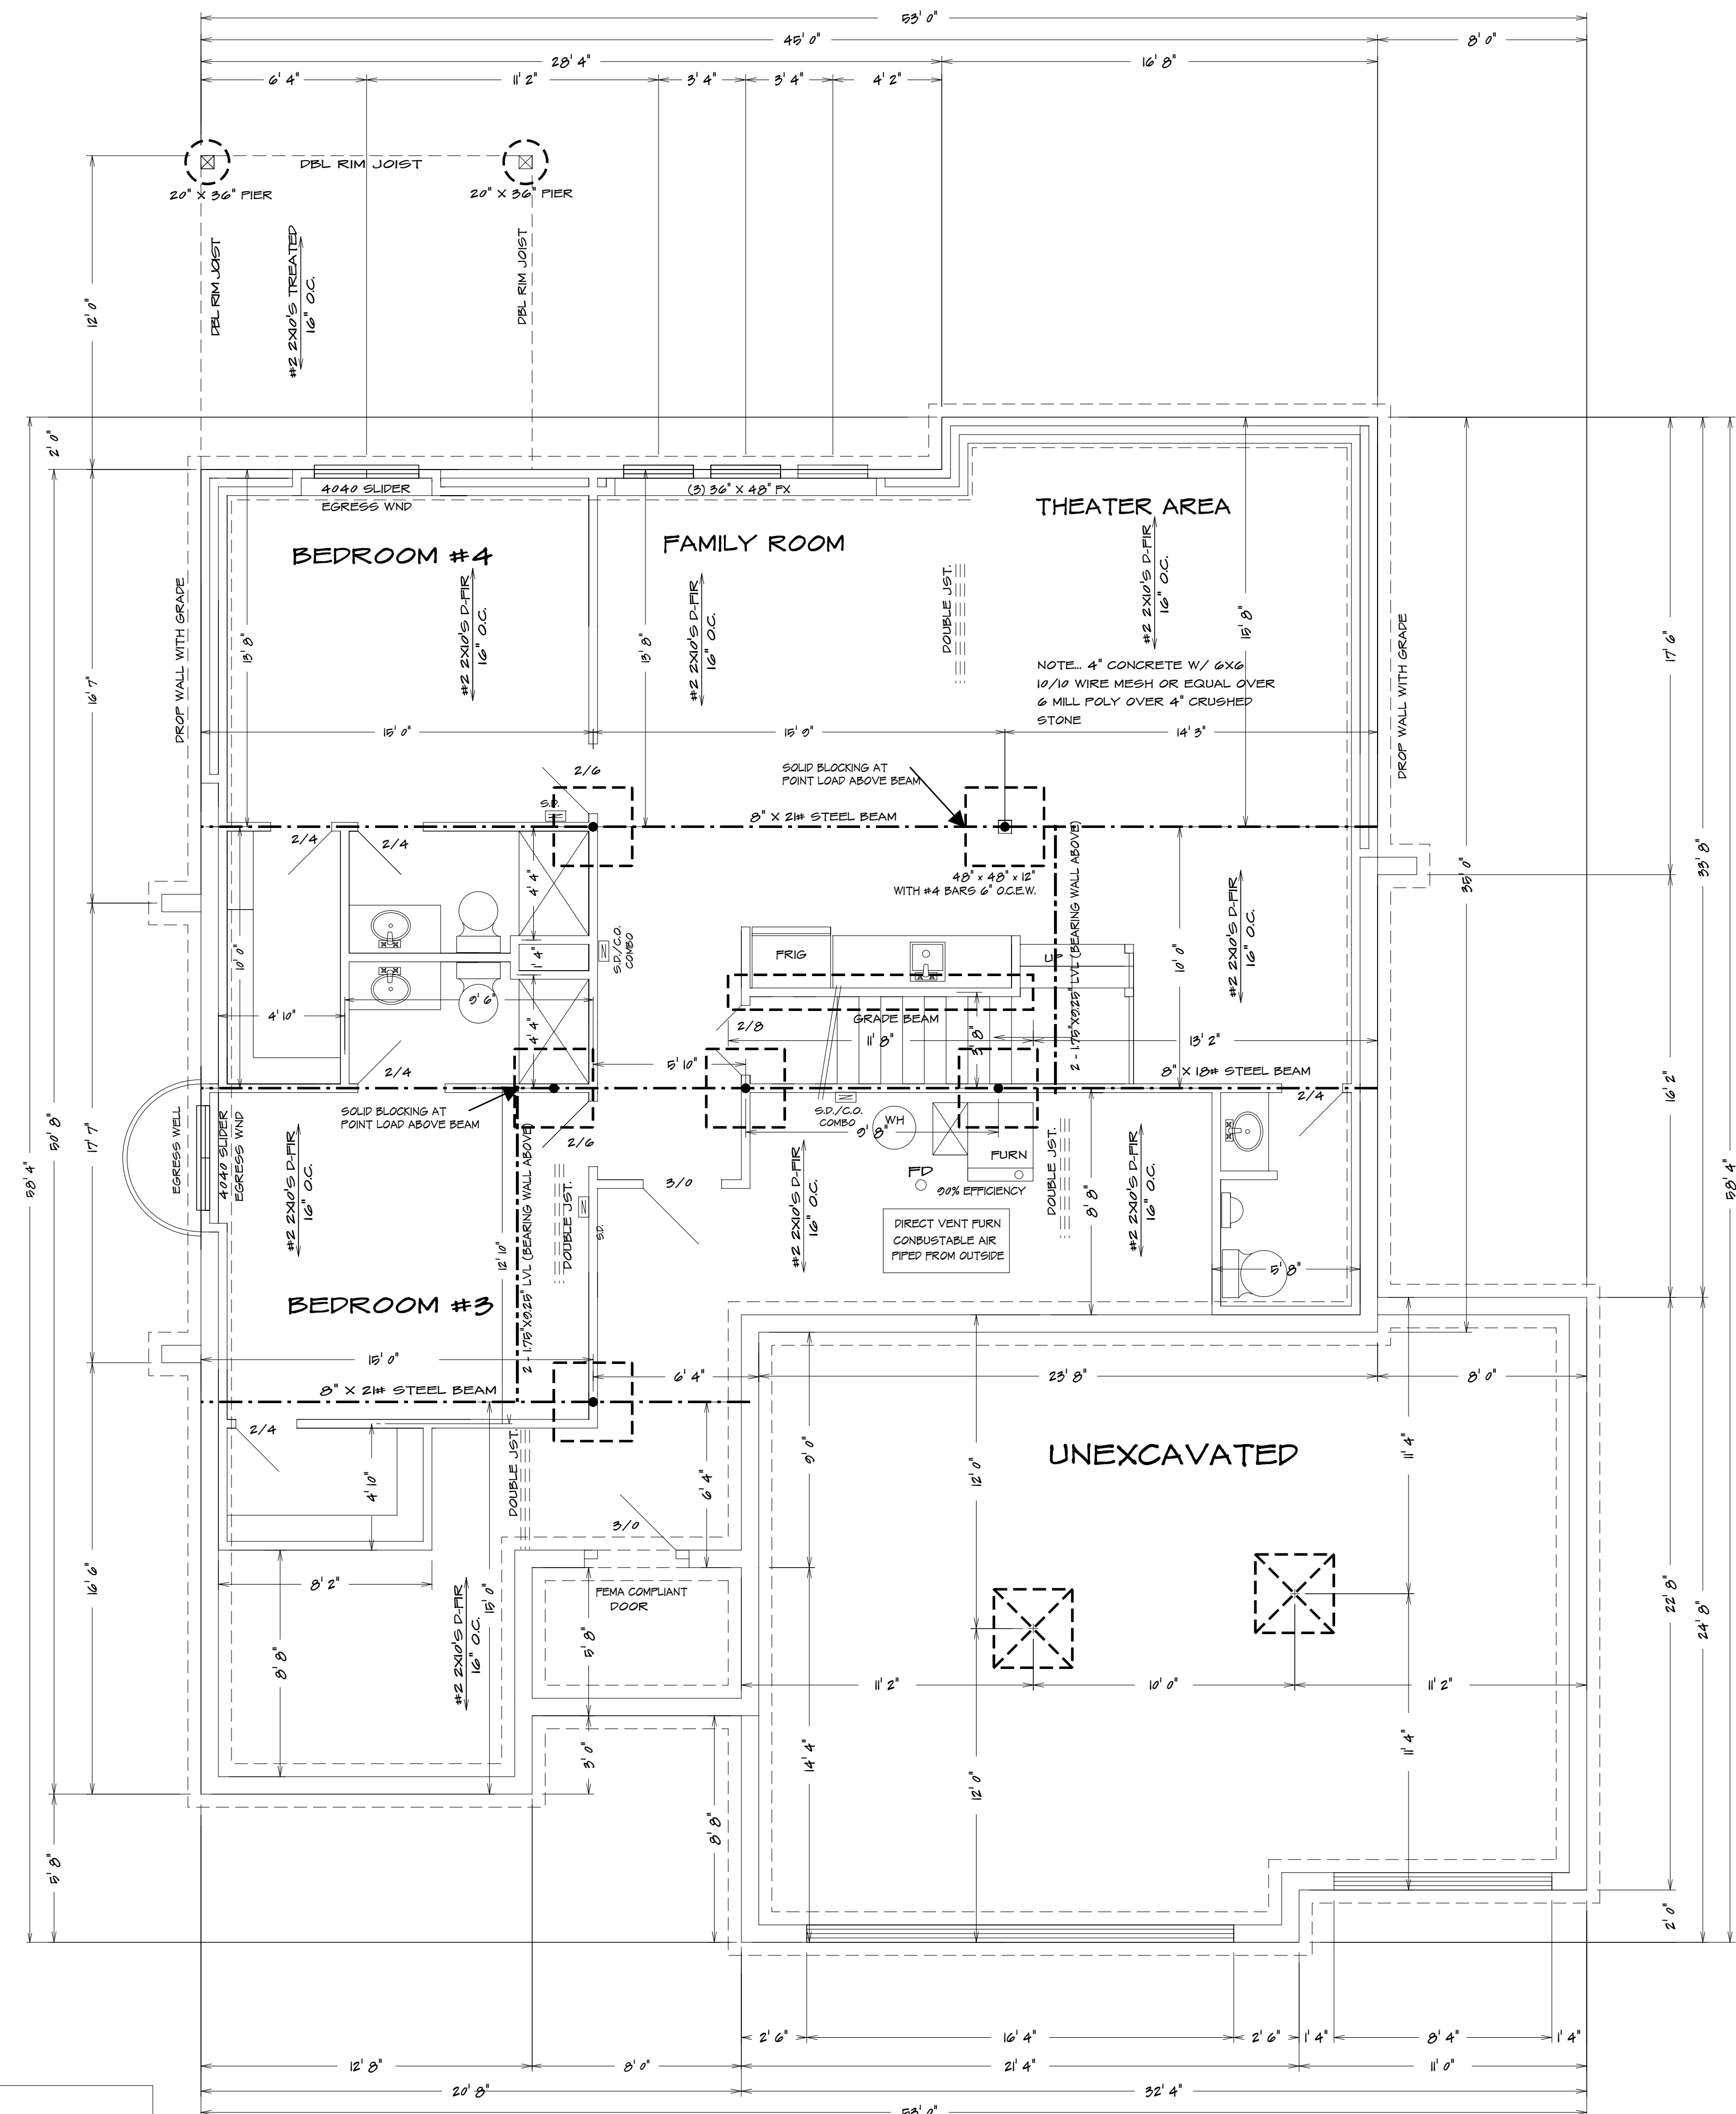 53' 0"
45' 0"
8' 0"
28' 4"
16' 8"
6' 4"
11' 2"
3' 4"
3' 4"
4' 2"
DBL RIM JOIST
20" X 36" PIER
20" X 36" PIER
DBL RIM JOIST
#2 2X10'S TREATED
16" O.C.
DBL RIM JOIST
12' 0"
2' 0"
4040 SLIDER
EGRESS WND
(3) 36" X 48" FX
THEATER AREA
BEDROOM #4
FAMILY ROOM
#2 2X10'S D-FIR
16" O.C.
#2 2X10'S D-FIR
16" O.C.
DOUBLE JST.
#2 2X10'S D-FIR
16" O.C.
DROP WALL WITH GRADE
DROP WALL WITH GRADE
13' 8"
13' 8"
15' 8"
16' 7"
17' 6"
33' 8"
35' 0"
NOTE... 4" CONCRETE W/ 6X6
10/10 WIRE MESH OR EQUAL OVER
6 MILL POLY OVER 4" CRUSHED
STONE
15' 0"
15' 9"
14' 3"
2/6
S.D.
SOLID BLOCKING AT
POINT LOAD ABOVE BEAM
8" X 21# STEEL BEAM
2/4
2/4
48" x 48" x 12"
WITH #4 BARS 6" O.C.E.W.
2 - 1.75"X9.25" LVL (BEARING WALL ABOVE)
#2 2X10'S D-FIR
16" O.C.
4' 4"
1' 4"
4' 4"
10' 0"
10' 0"
S.D./C.O.
COMBO
FRIG
9' 6"
4' 10"
2/8
GRADE BEAM
11' 8"
3' 8"
13' 2"
2/4
5' 10"
8" X 18# STEEL BEAM
2/4
16' 2"
EGRESS WELL
4040 SLIDER
EGRESS WND
SOLID BLOCKING AT
POINT LOAD ABOVE BEAM
2/6
S.D./C.O.
COMBO
9' 8"
WH
FURN
FD
90% EFFICIENCY
DIRECT VENT FURN
CONBUSTABLE AIR
PIPED FROM OUTSIDE
#2 2X10'S D-FIR
16" O.C.
2 - 1.75"X9.25" LVL (BEARING WALL ABOVE)
DOUBLE JST.
S.D.
3/0
#2 2X10'S D-FIR
16" O.C.
DOUBLE JST.
8' 8"
#2 2X10'S D-FIR
16" O.C.
5' 8"
12' 10"
17' 7"
50' 8"
58' 4"
58' 4"
BEDROOM #3
15' 0"
6' 4"
23' 8"
8' 0"
8" X 21# STEEL BEAM
2/4
4' 10"
DOUBLE JST.
6' 4"
9' 0"
12' 0"
11' 4"
UNEXCAVATED
3/0
8' 2"
FEMA COMPLIANT
DOOR
#2 2X10'S D-FIR
16" O.C.
15' 0"
16' 6"
8' 8"
5' 8"
22' 8"
24' 8"
11' 2"
10' 0"
11' 2"
3' 0"
14' 4"
12' 0"
11' 4"
8' 8"
5' 8"
2' 0"
2' 6"
16' 4"
2' 6"
1' 4"
8' 4"
1' 4"
12' 8"
8' 0"
21' 4"
11' 0"
20' 8"
32' 4"
53' 0"